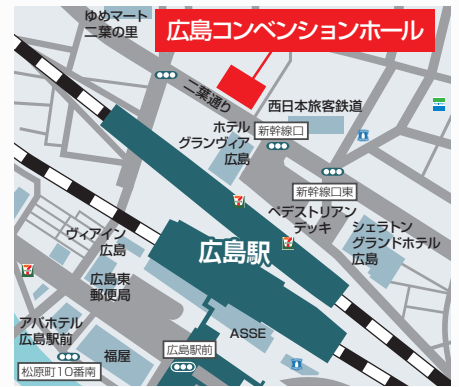 ゆめマート
二葉の里
広島コンベンションホール
二葉通り
西日本旅客鉄道
ホテル
グランヴィア
広島
新幹線口
新幹線口東
ペデストリアン
デッキ
シェラトン
グランドホテル
広島
ヴィアイン
広島
広島駅
広島東
郵便局
アパホテル
広島駅前
ASSE
福屋
広島駅前
松原町10番南